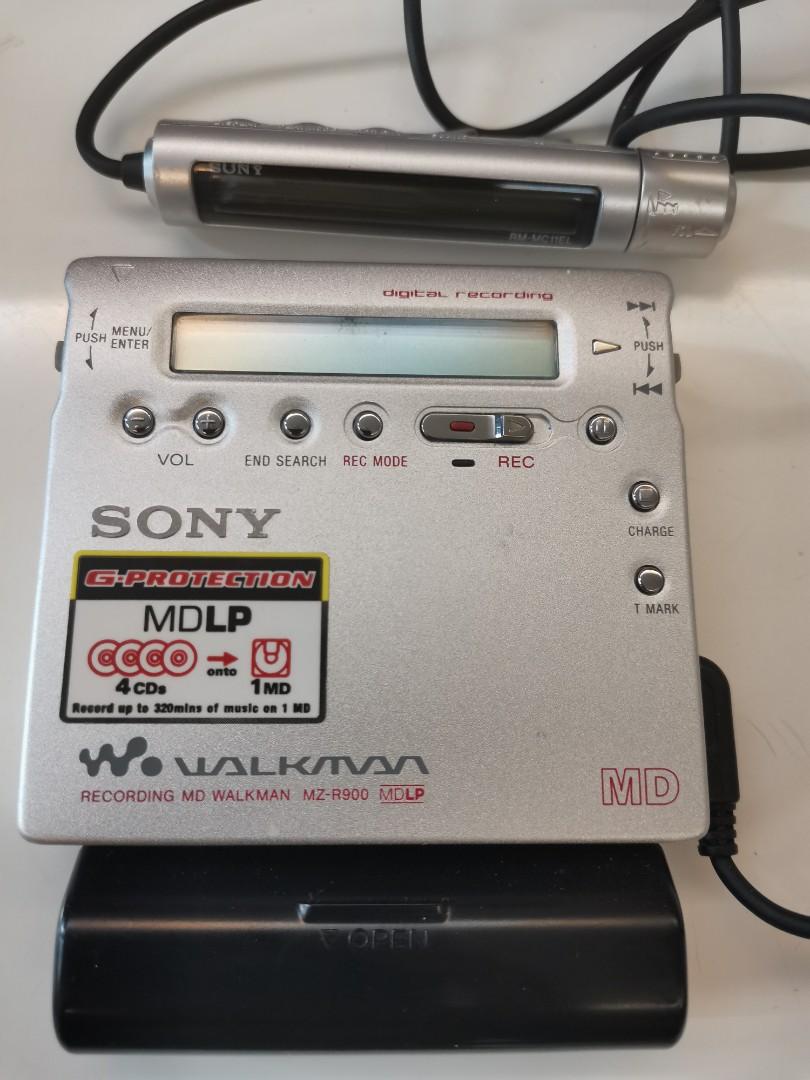 SONY
RM-MC11EL
digital recording
MENU/
ENTER
PUSH
PUSH
VOL
END SEARCH
REC MODE
REC
CHARGE
T MARK
SONY
G-PROTECTION
MDLP
onto
4 CDs
1 MD
Record up to 320mins of music on 1 MD
WALKMAN
RECORDING MD WALKMAN MZ-R900 MDLP
MD
OPEN